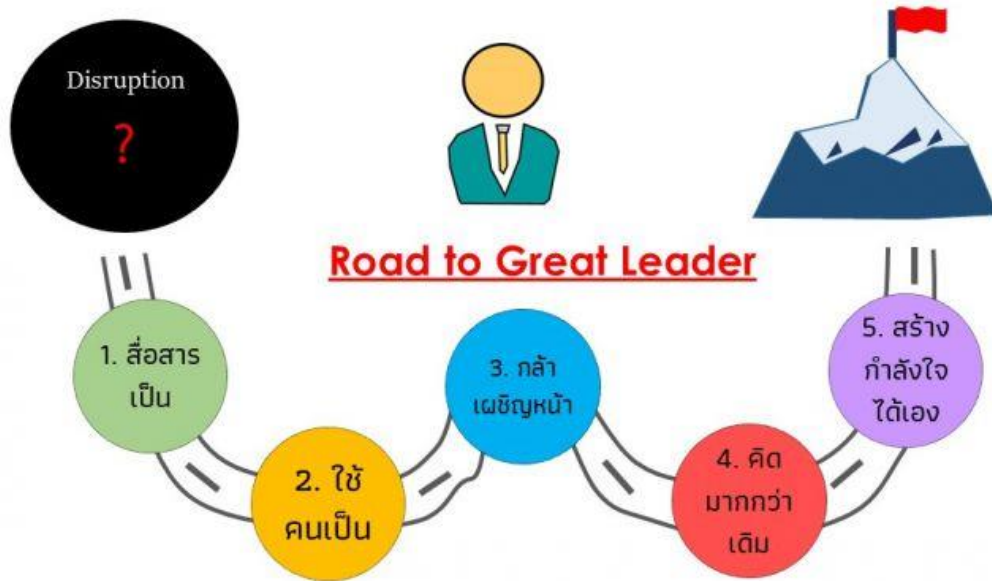 Disruption
?
Road to Great Leader
1. สื่อสาร
เป็น
2. ใช้
คนเป็น
3. กล้า
เผชิญหน้า
4. คิด
มากกว่า
เดิม
5. สร้าง
กำลังใจ
ได้เอง